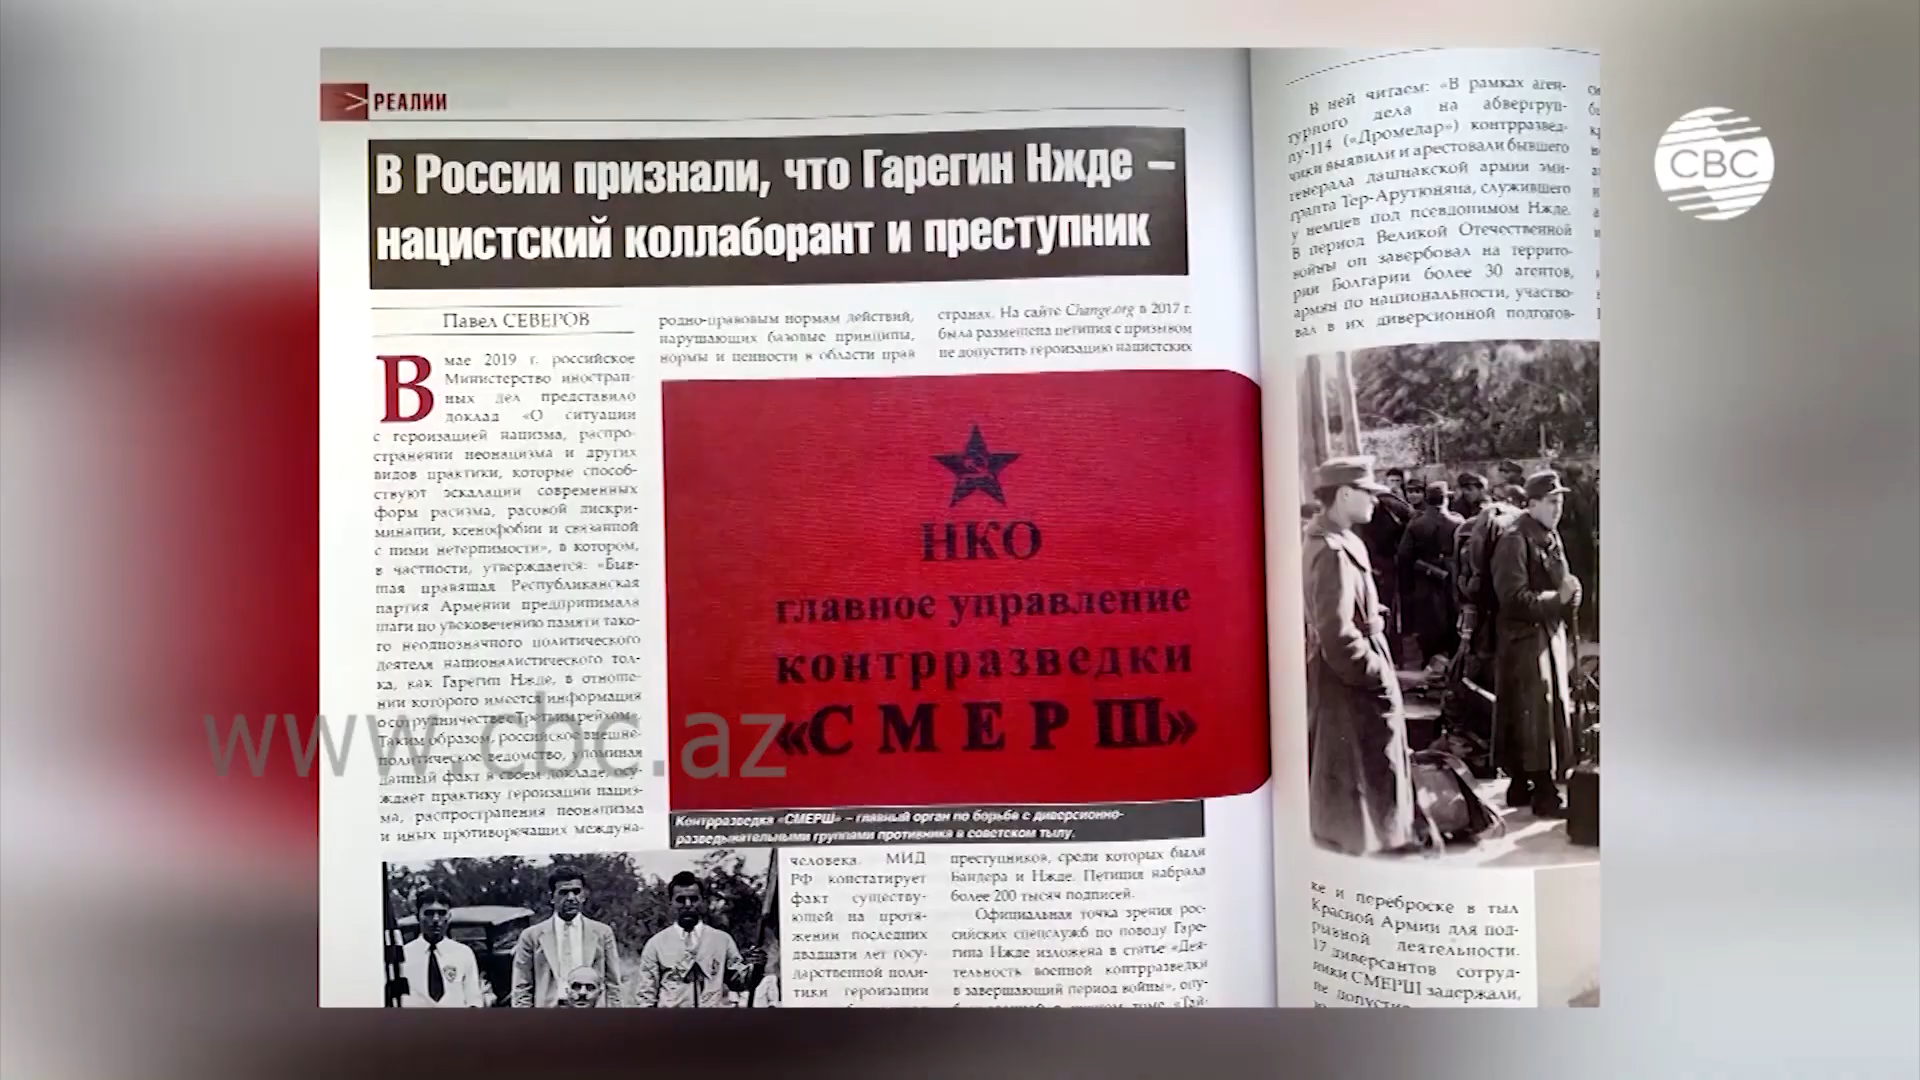 РЕАЛИИ
В России признали, что Гарегин Нжде –
нацистский коллаборант и преступник
Павел СЕВЕРОВ
В мае 2019 г. российское
Министерство иностран-
ных дел представило
доклад «О ситуации
с героизацией нацизма, распро-
странении неонацизма и других
видов практики, которые способ-
ствуют эскалации современных
форм расизма, расовой дискри-
минации, ксенофобии и связанной
с ними нетерпимости», в котором,
в частности, утверждается: «Быв-
шая правящая Республиканская
партия Армении предпринимала
шаги по увековечению памяти тако-
го неоднозначного политического
деятеля националистического тол-
ка, как Гарегин Нжде, в отноше-
нии которого имеется информация
о сотрудничестве с Третьим рейхом».
Таким образом, российское внешне-
политическое ведомство, упоминая
данный факт в своем докладе, осу-
ждает практику героизации нациз-
ма, распространения неонацизма
и иных противоречащих междуна-
родно-правовым нормам действий,
нарушающих базовые принципы,
нормы и ценности в области прав
человека. МИД
РФ констатирует
факт существу-
ющей на протя-
жении последних
двадцати лет госу-
дарственной поли-
тики героизации
странах. На сайте Change.org в 2017 г.
была размещена петиция с призывом
не допустить героизацию нацистских
преступников, среди которых были
Бандера и Нжде. Петиция набрала
более 200 тысяч подписей.
Официальная точка зрения рос-
сийских спецслужб по поводу Гаре-
гина Нжде изложена в статье «Дея-
тельность военной контрразведки
в завершающий период войны», опу-
НКО
главное управление
контрразведки
«СМЕРШ»
Контрразведка «СМЕРШ» – главный орган по борьбе с диверсионно-
разведывательными группами противника в советском тылу.
В ней читаем: «В рамках аген-
турного дела на абвергруп-
пу-114 («Дромедар») контрразвед-
чики выявили и арестовали бывшего
генерала дашнакской армии эми-
гранта Тер-Арутюняна, служившего
у немцев под псевдонимом Нжде.
В период Великой Отечественной
войны он завербовал на террито-
рии Болгарии более 30 агентов,
армян по национальности, участво-
вал в их диверсионной подготов-
ке и переброске в тыл
Красной Армии для под-
рывной деятельности.
17 диверсантов сотруд-
ники СМЕРШ задержали,
CBC
www.cbc.az